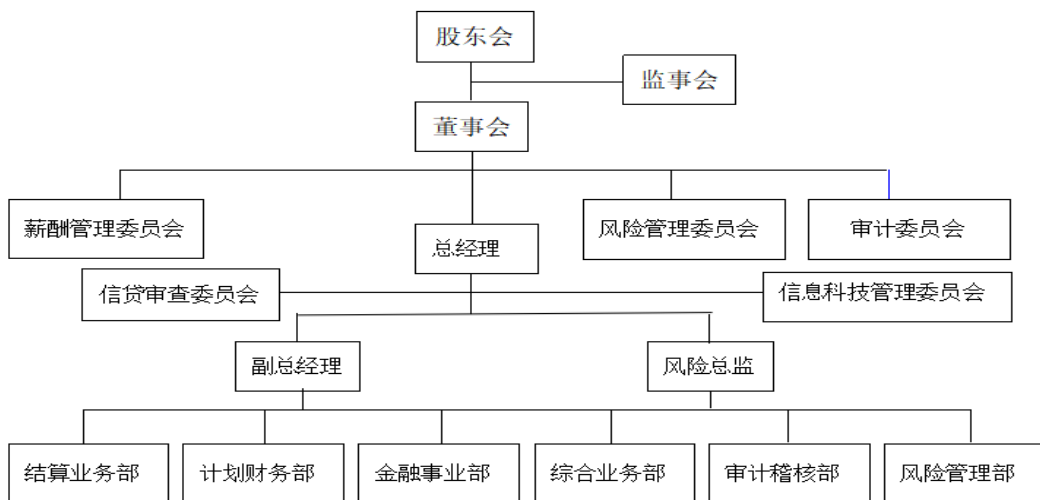 股东会
监事会
董事会
薪酬管理委员会
风险管理委员会
审计委员会
总经理
信贷审查委员会
信息科技管理委员会
副总经理
风险总监
结算业务部
计划财务部
金融事业部
综合业务部
审计稽核部
风险管理部